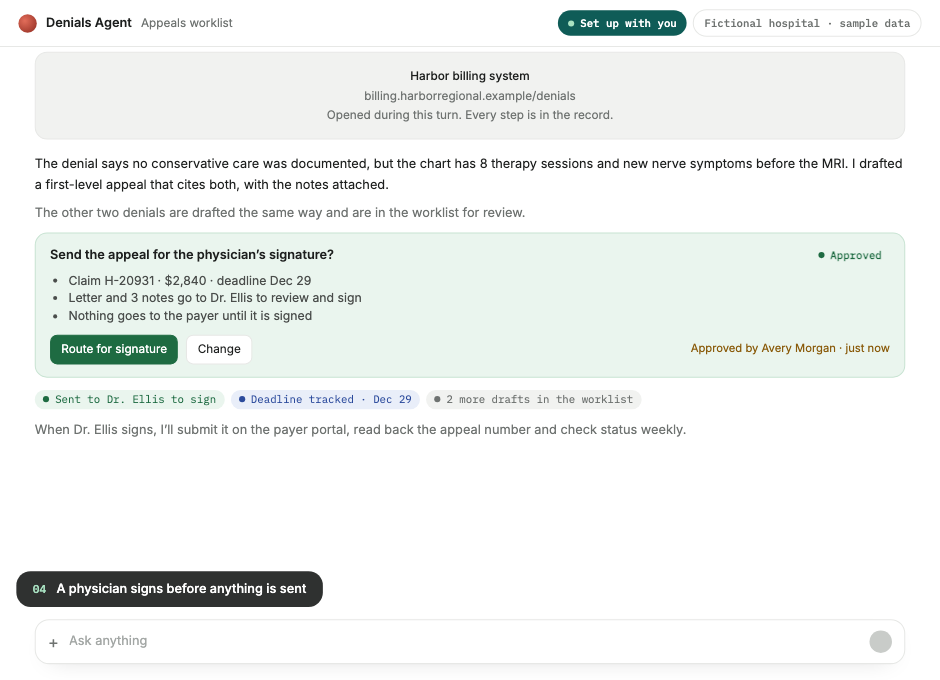 Denials Agent Appeals worklist
Set up with you
Fictional hospital · sample data
Harbor billing system
billing.harborregional.example/denials
Opened during this turn. Every step is in the record.
The denial says no conservative care was documented, but the chart has 8 therapy sessions and new nerve symptoms before the MRI. I drafted
a first-level appeal that cites both, with the notes attached.
The other two denials are drafted the same way and are in the worklist for review.
Send the appeal for the physician’s signature?
Approved
• Claim H-20931 · $2,840 · deadline Dec 29
• Letter and 3 notes go to Dr. Ellis to review and sign
• Nothing goes to the payer until it is signed
Route for signature
Change
Approved by Avery Morgan · just now
Sent to Dr. Ellis to sign
Deadline tracked · Dec 29
2 more drafts in the worklist
When Dr. Ellis signs, I’ll submit it on the payer portal, read back the appeal number and check status weekly.
04 A physician signs before anything is sent
+ Ask anything